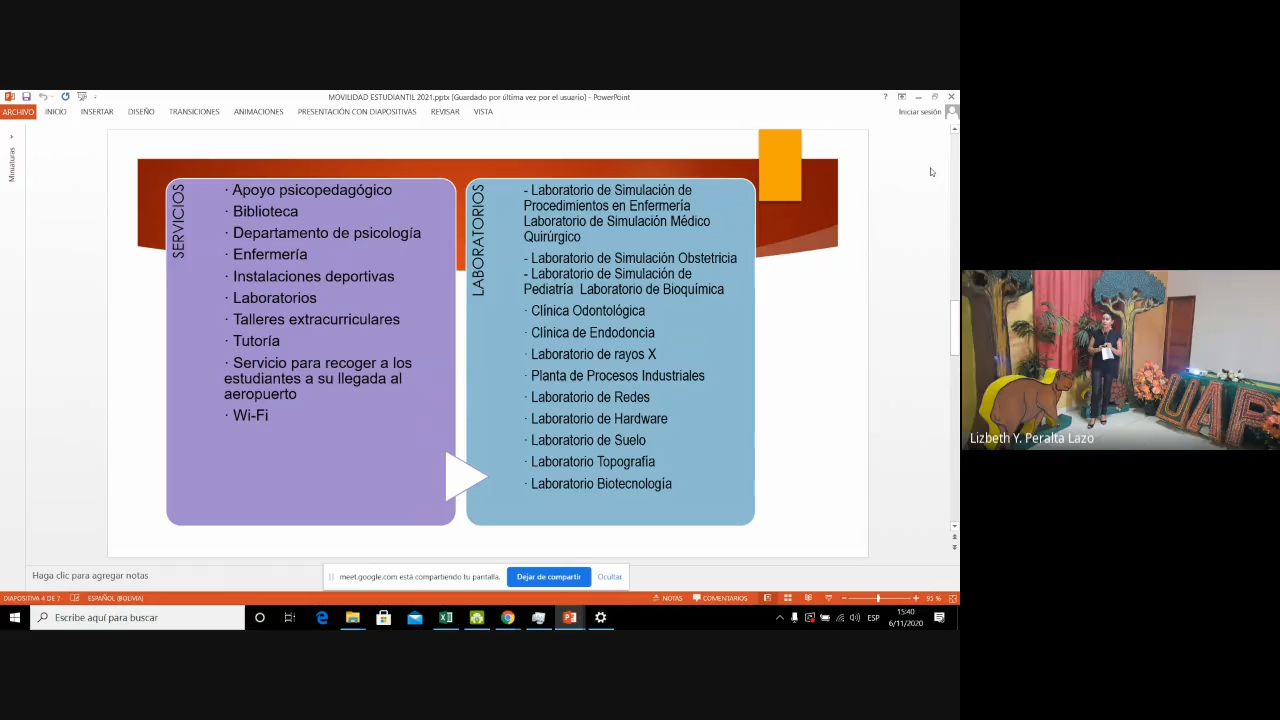 MOVILIDAD ESTUDIANTIL 2021.pptx [Guardado por última vez por el usuario] - PowerPoint
ARCHIVO INICIO INSERTAR DISEÑO TRANSICIONES ANIMACIONES PRESENTACIÓN CON DIAPOSITIVAS REVISAR VISTA
Iniciar sesión
Miniaturas
SERVICIOS
· Apoyo psicopedagógico
· Biblioteca
· Departamento de psicología
· Enfermería
· Instalaciones deportivas
· Laboratorios
· Talleres extracurriculares
· Tutoría
· Servicio para recoger a los
estudiantes a su llegada al
aeropuerto
· Wi-Fi
LABORATORIOS
- Laboratorio de Simulación de
Procedimientos en Enfermería
Laboratorio de Simulación Médico
Quirúrgico
- Laboratorio de Simulación Obstetricia
- Laboratorio de Simulación de
Pediatría Laboratorio de Bioquímica
· Clínica Odontológica
· Clínica de Endodoncia
· Laboratorio de rayos X
· Planta de Procesos Industriales
· Laboratorio de Redes
· Laboratorio de Hardware
· Laboratorio de Suelo
· Laboratorio Topografía
· Laboratorio Biotecnología
UAP
Lizbeth Y. Peralta Lazo
Haga clic para agregar notas
meet.google.com está compartiendo tu pantalla.
Dejar de compartir
Ocultar
DIAPOSITIVA 4 DE 7 ESPAÑOL (BOLIVIA)
NOTAS COMENTARIOS 95 %
Escribe aquí para buscar
ESP
15:40
6/11/2020